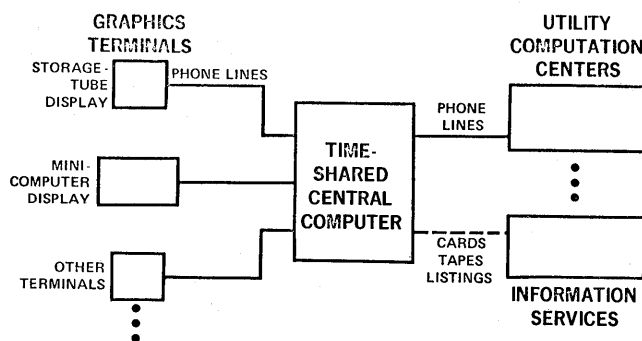 GRAPHICS
TERMINALS
STORAGE-
TUBE
DISPLAY
PHONE LINES
MINI-
COMPUTER
DISPLAY
OTHER
TERMINALS
TIME-
SHARED
CENTRAL
COMPUTER
UTILITY
COMPUTATION
CENTERS
PHONE
LINES
CARDS
TAPES
LISTINGS
INFORMATION
SERVICES